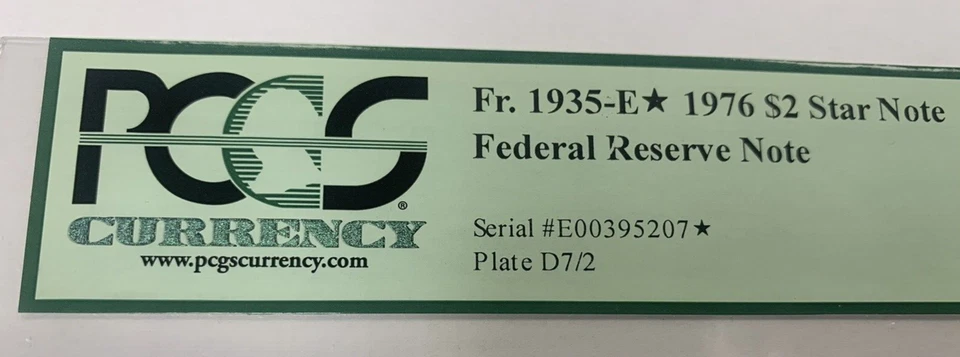 PCGS®
CURRENCY
www.pcgscurrency.com
Fr. 1935-E★ 1976 $2 Star Note
Federal Reserve Note
Serial #E00395207★
Plate D7/2